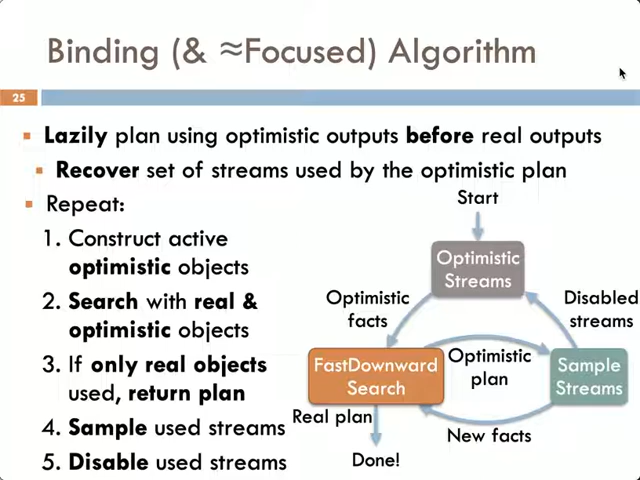 Binding (& ≈Focused) Algorithm
25
Lazily plan using optimistic outputs before real outputs
Recover set of streams used by the optimistic plan
Repeat:
1. Construct active
optimistic objects
2. Search with real &
optimistic objects
3. If only real objects
used, return plan
4. Sample used streams
5. Disable used streams
Start
Optimistic
Streams
Optimistic
facts
Disabled
streams
FastDownward
Search
Optimistic
plan
Sample
Streams
Real plan
New facts
Done!